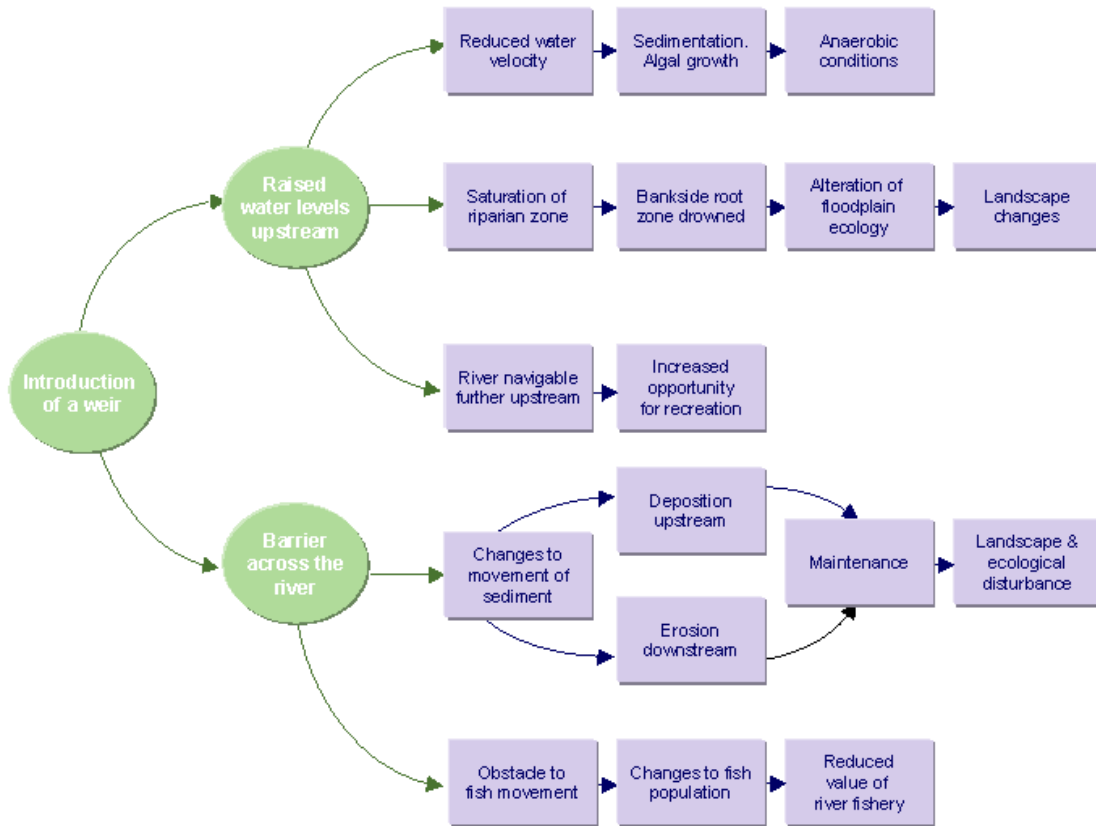 Reduced water
velocity
Sedimentation.
Algal growth
Anaerobic
conditions
Raised
water levels
upstream
Saturation of
riparian zone
Bankside root
zone drowned
Alteration of
floodplain
ecology
Landscape
changes
Introduction
of a weir
River navigable
further upstream
Increased
opportunity
for recreation
Barrier
across the
river
Changes to
movement of
sediment
Deposition
upstream
Erosion
downstream
Maintenance
Landscape &
ecological
disturbance
Obstacle to
fish movement
Changes to fish
population
Reduced
value of
river fishery